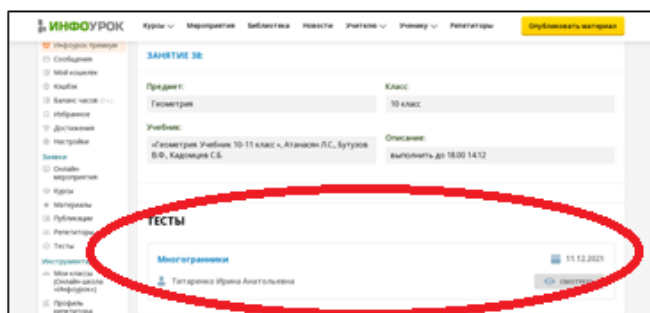 ИНФОУРОК
Курсы Мероприятия Библиотека Новости Учителю Ученику Репетиторы
Опубликовать материал
Инфоурок Премиум
Сообщения
Мой кошелек
Кэшбэк
Баланс часов
Избранное
Достижения
Настройки
Заявки
Онлайн-
мероприятия
Курсы
Материалы
Публикации
Репетиторы
Тесты
Инструменты
Мои классы
(Онлайн-школа
«Инфоурок»)
Профиль
репетитора
ЗАНЯТИЕ 38:
Предмет:
Геометрия
Класс:
10 класс
Учебник:
«Геометрия. Учебник 10-11 класс », Атанасян Л.С., Бутузов
В.Ф., Кадомцев С.Б.
Описание:
выполнить до 18.00 14.12
ТЕСТЫ
Многогранники
11.12.2021
Титаренко Ирина Анатольевна